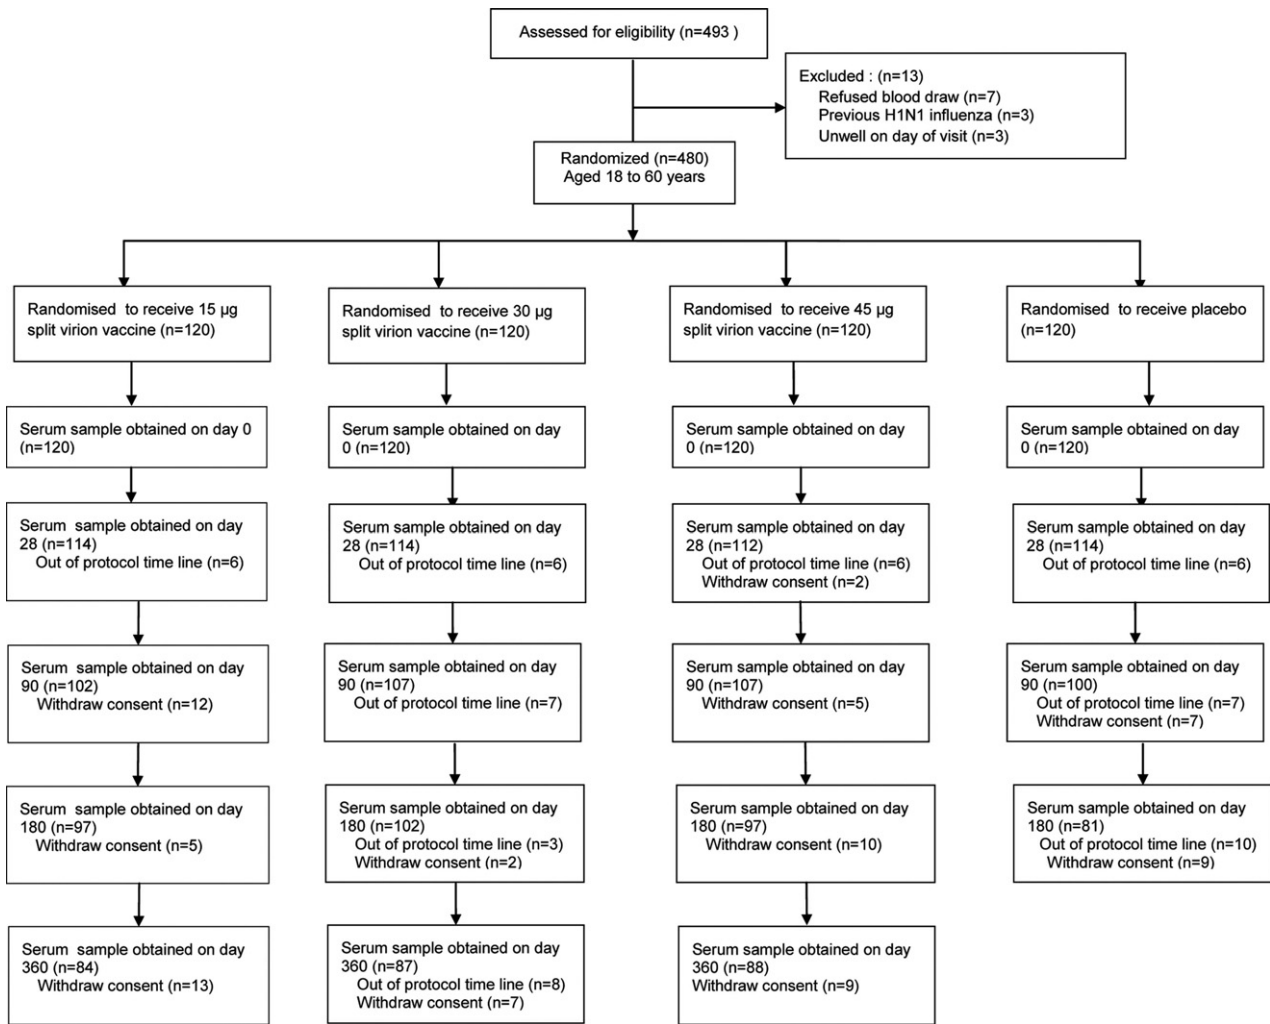 Assessed for eligibility (n=493 )
Excluded : (n=13)
Refused blood draw (n=7)
Previous H1N1 influenza (n=3)
Unwell on day of visit (n=3)
Randomized (n=480)
Aged 18 to 60 years
Randomised to receive 15 µg
split virion vaccine (n=120)
Randomised to receive 30 µg
split virion vaccine (n=120)
Randomised to receive 45 µg
split virion vaccine (n=120)
Randomised to receive placebo
(n=120)
Serum sample obtained on day 0
(n=120)
Serum sample obtained on day
0 (n=120)
Serum sample obtained on day
0 (n=120)
Serum sample obtained on day
0 (n=120)
Serum sample obtained on day
28 (n=114)
Out of protocol time line (n=6)
Serum sample obtained on day
28 (n=114)
Out of protocol time line (n=6)
Serum sample obtained on day
28 (n=112)
Out of protocol time line (n=6)
Withdraw consent (n=2)
Serum sample obtained on day
28 (n=114)
Out of protocol time line (n=6)
Serum sample obtained on day
90 (n=102)
Withdraw consent (n=12)
Serum sample obtained on day
90 (n=107)
Out of protocol time line (n=7)
Serum sample obtained on day
90 (n=107)
Withdraw consent (n=5)
Serum sample obtained on day
90 (n=100)
Out of protocol time line (n=7)
Withdraw consent (n=7)
Serum sample obtained on day
180 (n=97)
Withdraw consent (n=5)
Serum sample obtained on day
180 (n=102)
Out of protocol time line (n=3)
Withdraw consent (n=2)
Serum sample obtained on day
180 (n=97)
Withdraw consent (n=10)
Serum sample obtained on day
180 (n=81)
Out of protocol time line (n=10)
Withdraw consent (n=9)
Serum sample obtained on day
360 (n=84)
Withdraw consent (n=13)
Serum sample obtained on day
360 (n=87)
Out of protocol time line (n=8)
Withdraw consent (n=7)
Serum sample obtained on day
360 (n=88)
Withdraw consent (n=9)